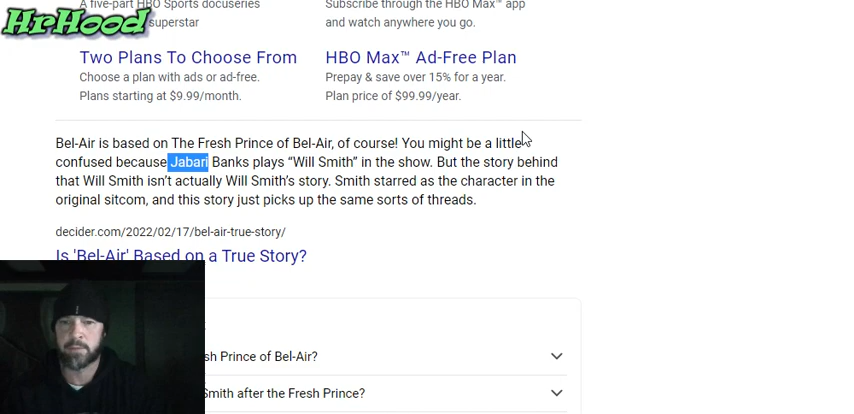 A five-part HBO Sports docuseries
Subscribe through the HBO Max™ app
HrHood
superstar
and watch anywhere you go.
Two Plans To Choose From
HBO Max™ Ad-Free Plan
Choose a plan with ads or ad-free.
Prepay & save over 15% for a year.
Plans starting at $9.99/month.
Plan price of $99.99/year.
Bel-Air is based on The Fresh Prince of Bel-Air, of course! You might be a little
confused because Jabari Banks plays “Will Smith” in the show. But the story behind
that Will Smith isn’t actually Will Smith’s story. Smith starred as the character in the
original sitcom, and this story just picks up the same sorts of threads.
decider.com/2022/02/17/bel-air-true-story/
Is 'Bel-Air' Based on a True Story?
sh Prince of Bel-Air?
Smith after the Fresh Prince?